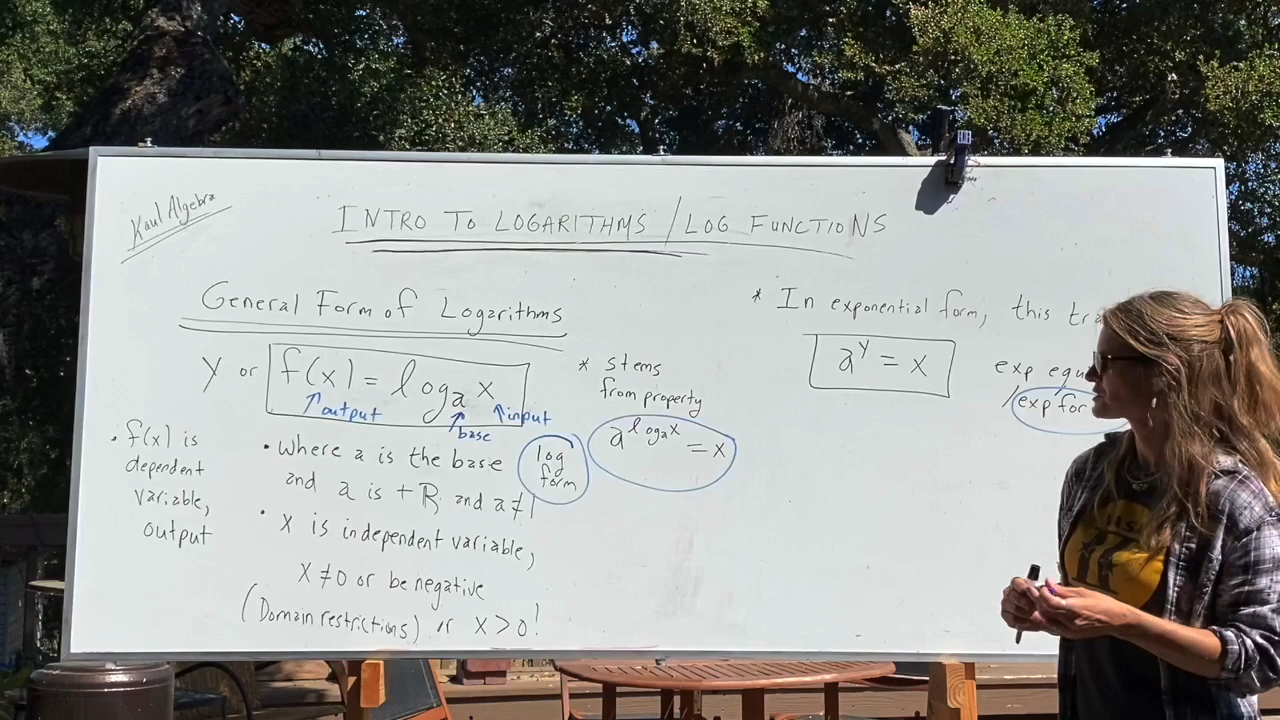 Kaul Algebra
INTRO TO LOGARITHMS / LOG FUNCTIONS
General Form of Logarithms
y or f(x) = logₐ x
↑ output
↑ base
↑ input
• f(x) is
dependent
variable,
output
• where a is the base
and a is + ℝ, and a ≠ 1
• x is independent variable,
x ≠ 0 or be negative
(Domain restrictions) or x > 0!
log
form
* stems
from property
a^(logₐ x) = x
* In exponential form, this
a^y = x
exp
/exp for